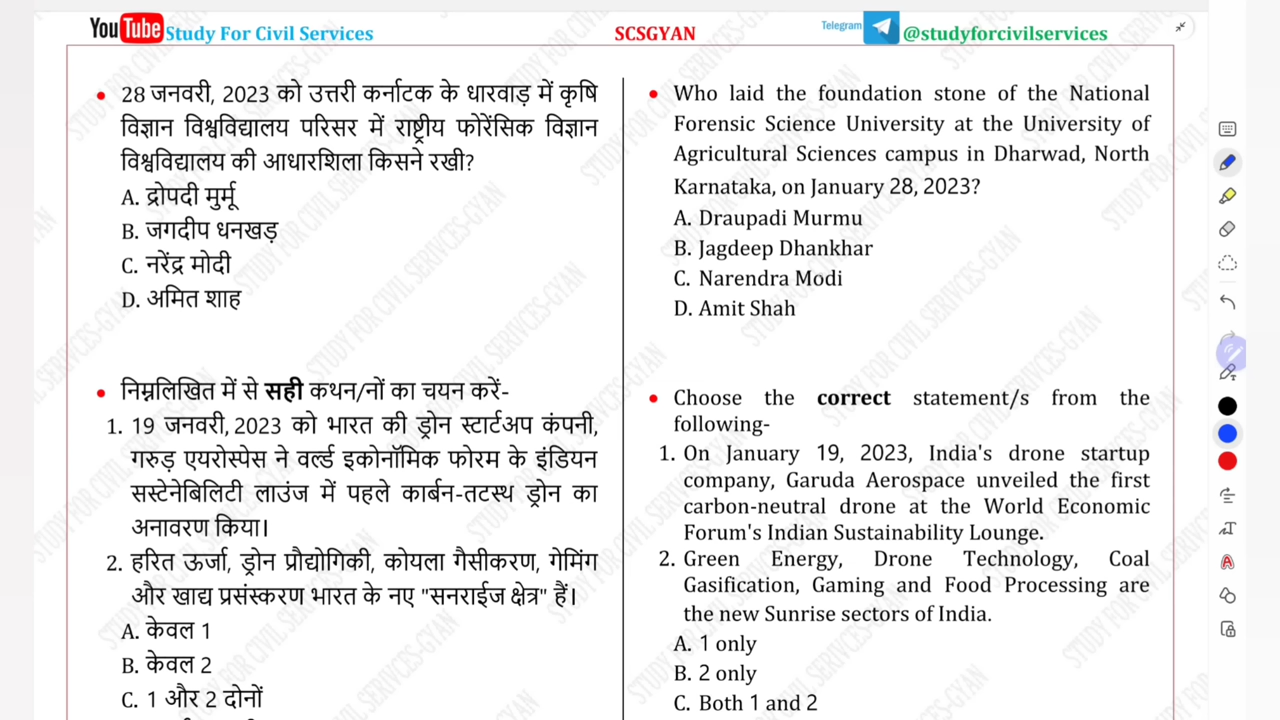 YouTube Study For Civil Services
SCSGYAN
Telegram @studyforcivilservices
• 28 जनवरी, 2023 को उत्तरी कर्नाटक के धारवाड़ में कृषि
विज्ञान विश्वविद्यालय परिसर में राष्ट्रीय फोरेंसिक विज्ञान
विश्वविद्यालय की आधारशिला किसने रखी?
A. द्रोपदी मुर्मू
B. जगदीप धनखड़
C. नरेंद्र मोदी
D. अमित शाह
• निम्नलिखित में से सही कथन/नों का चयन करें-
1. 19 जनवरी, 2023 को भारत की ड्रोन स्टार्टअप कंपनी,
गरुड़ एयरोस्पेस ने वर्ल्ड इकोनॉमिक फोरम के इंडियन
सस्टेनेबिलिटी लाउंज में पहले कार्बन-तटस्थ ड्रोन का
अनावरण किया।
2. हरित ऊर्जा, ड्रोन प्रौद्योगिकी, कोयला गैसीकरण, गेमिंग
और खाद्य प्रसंस्करण भारत के नए "सनराईज क्षेत्र" हैं।
A. केवल 1
B. केवल 2
C. 1 और 2 दोनों
• Who laid the foundation stone of the National
Forensic Science University at the University of
Agricultural Sciences campus in Dharwad, North
Karnataka, on January 28, 2023?
A. Draupadi Murmu
B. Jagdeep Dhankhar
C. Narendra Modi
D. Amit Shah
• Choose the correct statement/s from the
following-
1. On January 19, 2023, India's drone startup
company, Garuda Aerospace unveiled the first
carbon-neutral drone at the World Economic
Forum's Indian Sustainability Lounge.
2. Green Energy, Drone Technology, Coal
Gasification, Gaming and Food Processing are
the new Sunrise sectors of India.
A. 1 only
B. 2 only
C. Both 1 and 2
STUDY FOR CIVIL SERIVCES-GYAN